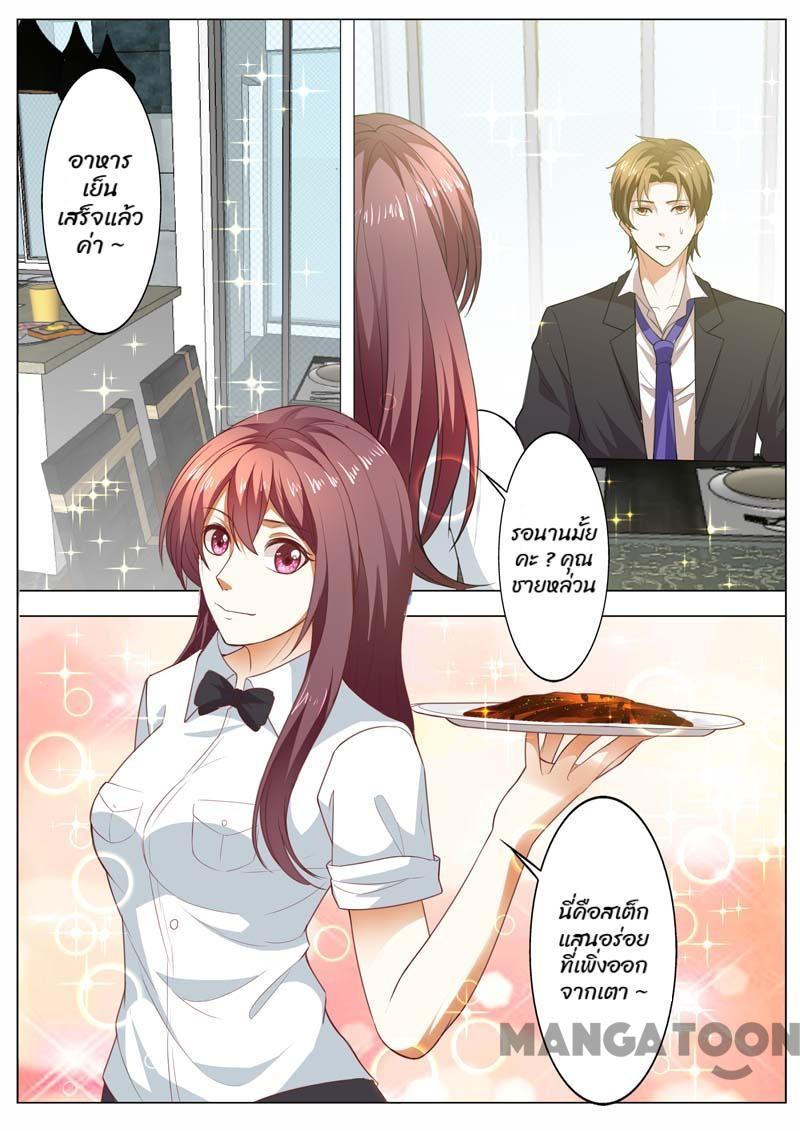 อาหาร
เย็น
เสร็จแล้ว
ค่า ~
รอนานมั้ย
คะ ? คุณ
ชายหล่วน
นี่คือสเต็ก
แสนอร่อย
ที่เพิ่งออก
จากเตา ~
MANGATOON